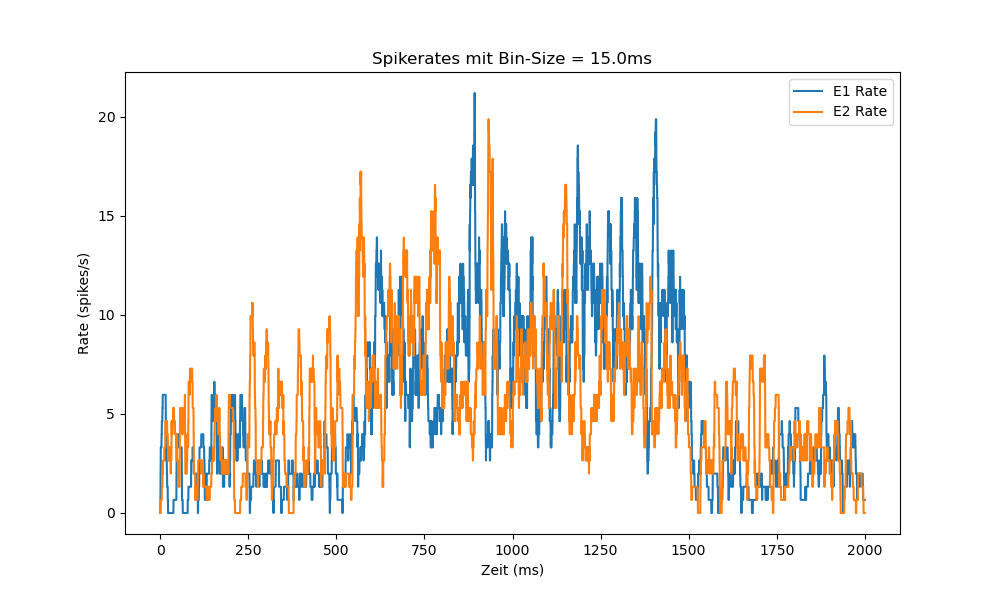 Spikerates mit Bin-Size = 15.0ms
E1 Rate
E2 Rate
Rate (spikes/s)
20
15
10
5
0
0 250 500 750 1000 1250 1500 1750 2000
Zeit (ms)